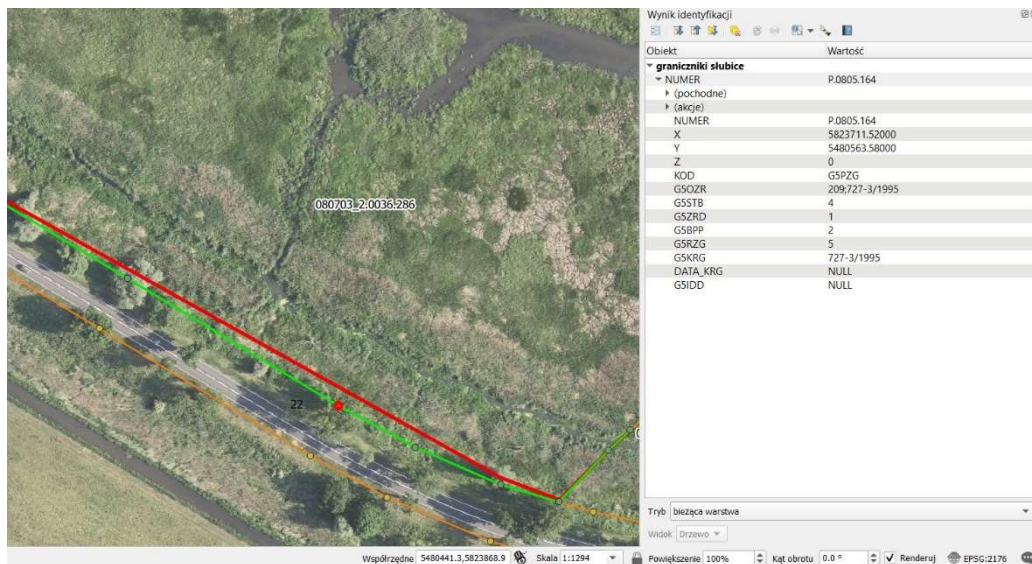 Wynik identyfikacji
Obiekt Wartość
graniczniki słubice
NUMER P.0805.164
(pochodne)
(akcje)
NUMER P.0805.164
X 5823711.52000
Y 5480563.58000
Z 0
KOD G5PZG
G5OZR 209;727-3/1995
G5STB 4
G5ZRD 1
G5BPP 2
G5RZG 5
G5KRG 727-3/1995
DATA_KRG NULL
G5IDD NULL
080703_2.0036.286
22
Tryb bieżąca warstwa
Widok Drzewo
Współrzędne 5480441.3,5823868.9 Skala 1:1294 Powiększenie 100% Kąt obrotu 0.0 ° Renderuj EPSG:2176